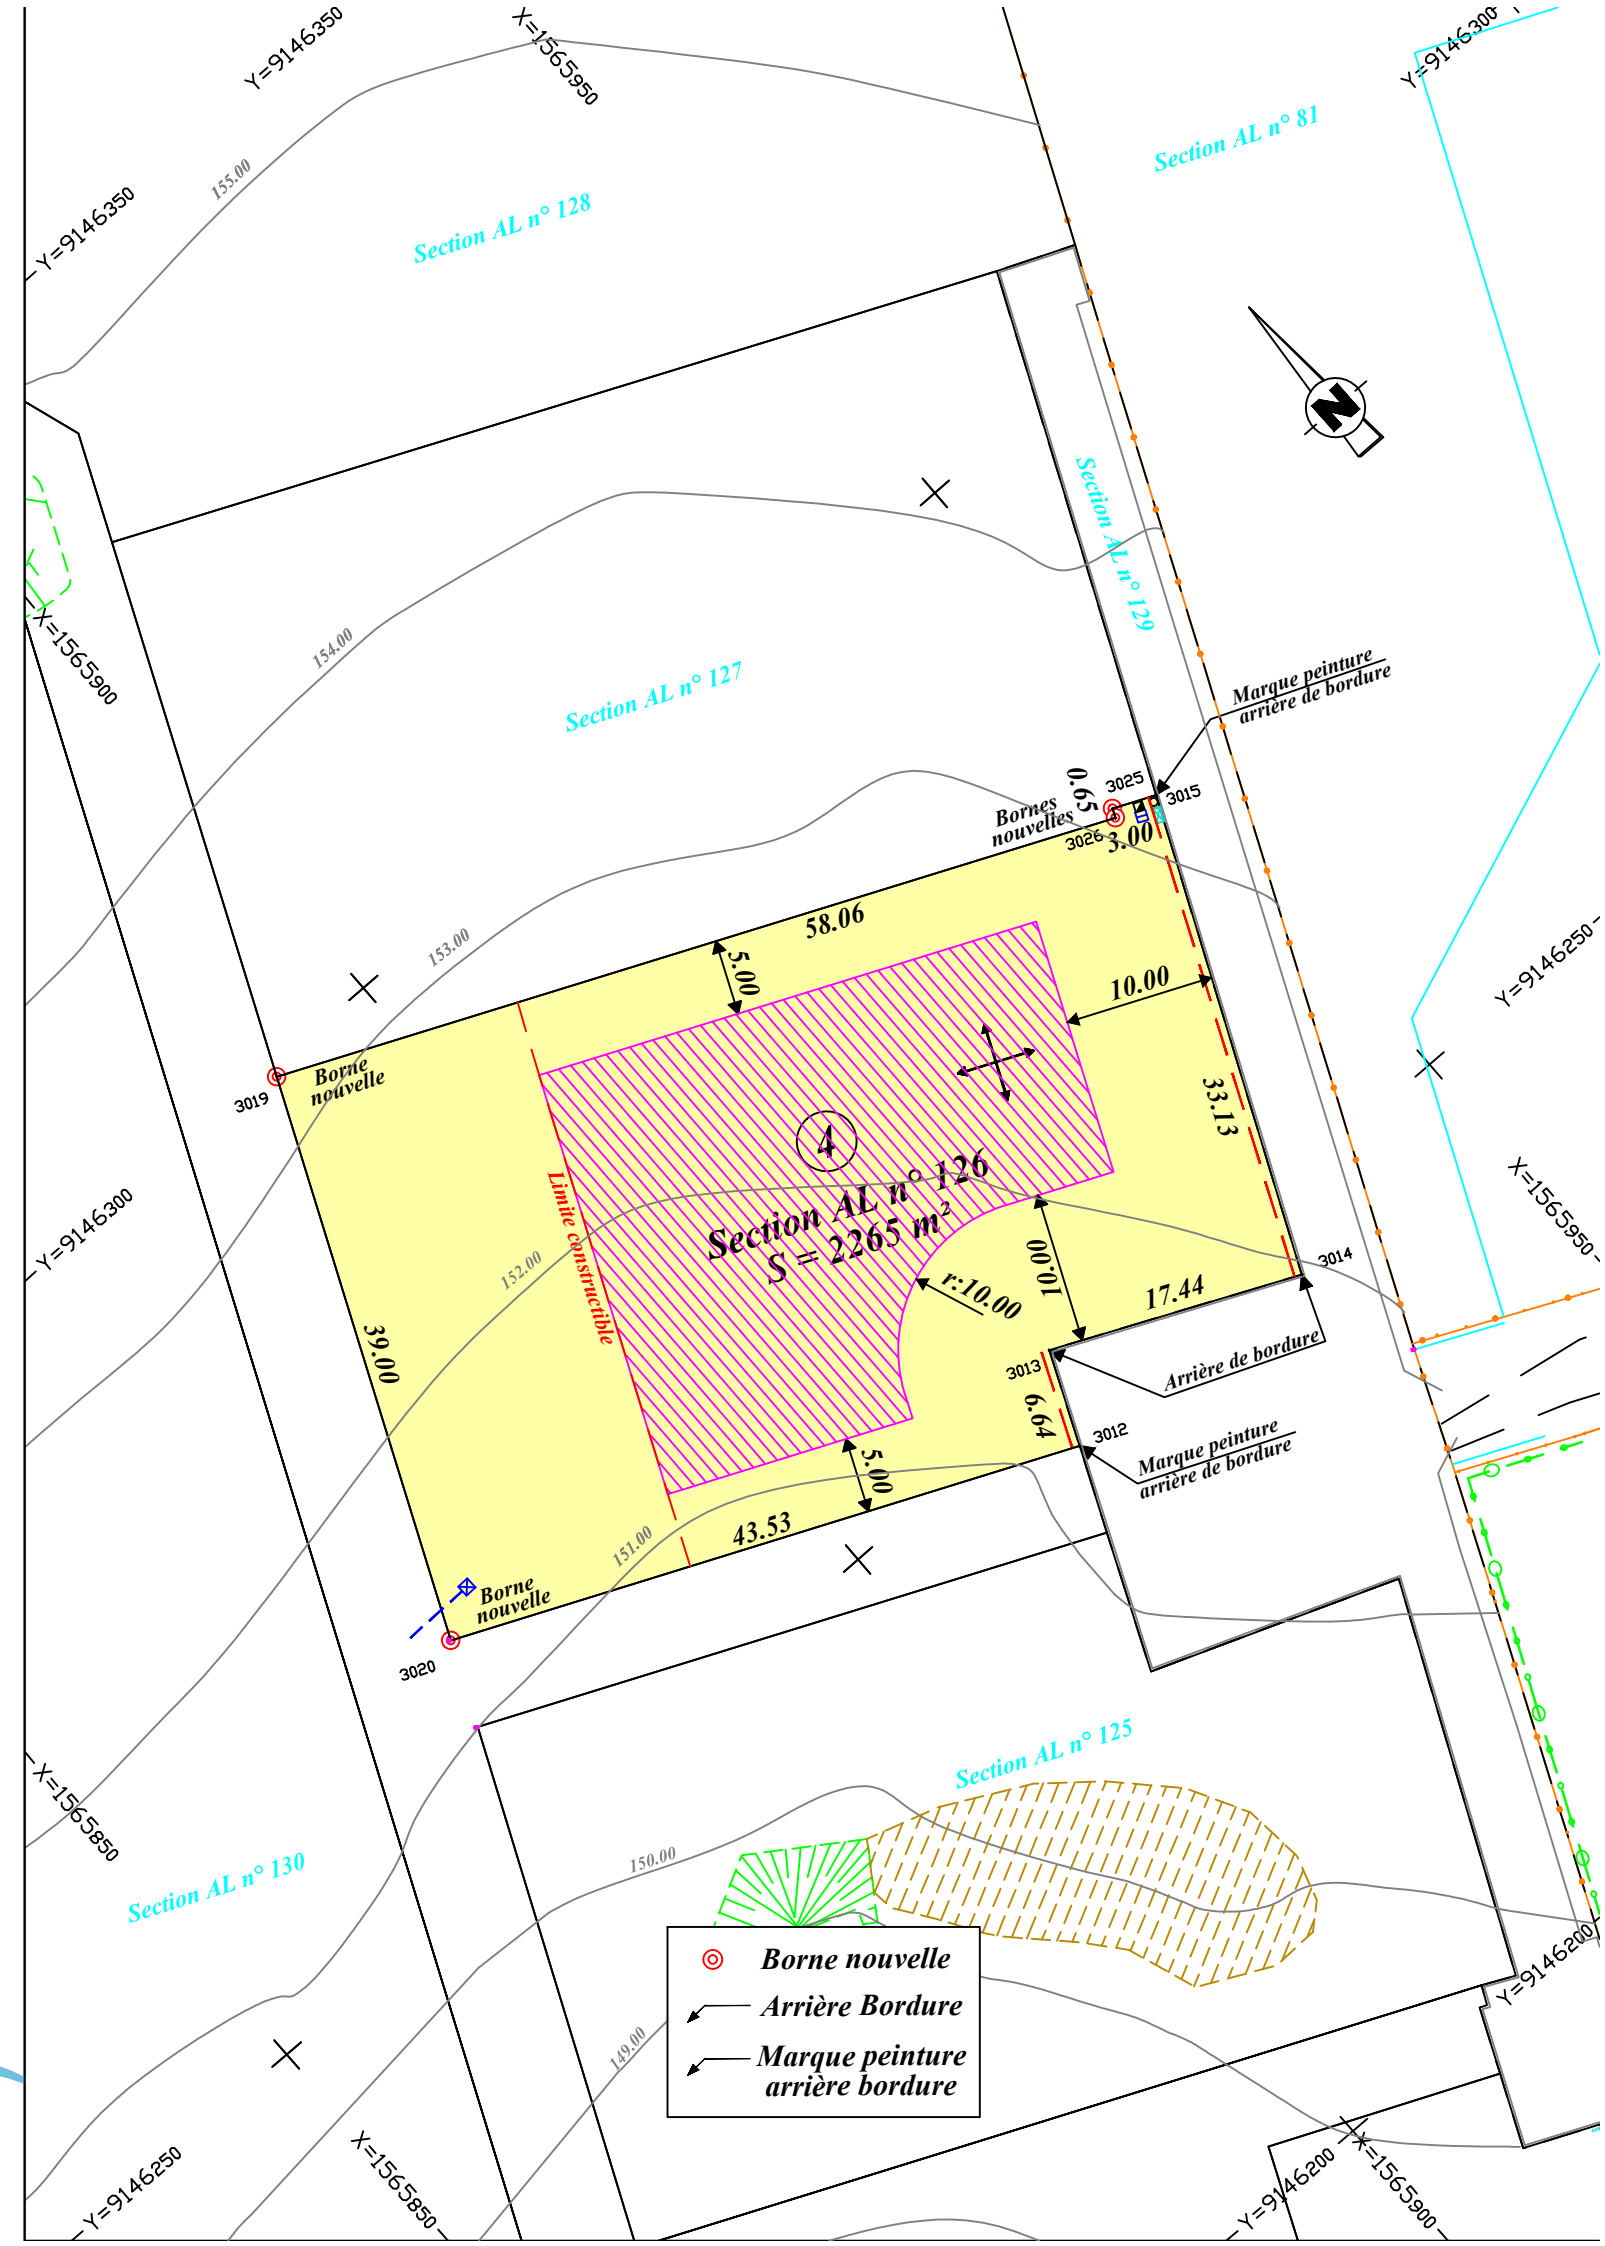 Y=9146350
X=1565950
Y=9146300
Section AL n° 81
155.00
Y=9146350
Section AL n° 128
N
Section AL n° 129
X=1565900
154.00
Section AL n° 127
Marque peinture
arrière de bordure
0.65
3025
3015
Bornes
nouvelles
3026
3.00
58.06
153.00
5.00
10.00
Y=9146250
Borne
nouvelle
3019
33.13
4
Section AL n° 126
S = 2265 m²
Limite constructible
Y=9146300
X=1565950
152.00
10.00
r:10.00
17.44
3014
39.00
3013
Arrière de bordure
6.64
3012
Marque peinture
arrière de bordure
5.00
43.53
151.00
Borne
nouvelle
3020
Section AL n° 125
X=1565850
150.00
Section AL n° 130
Y=9146200
Borne nouvelle
Arrière Bordure
Marque peinture
arrière bordure
149.00
Y=9146250
X=1565850
Y=9146200
X=1565900